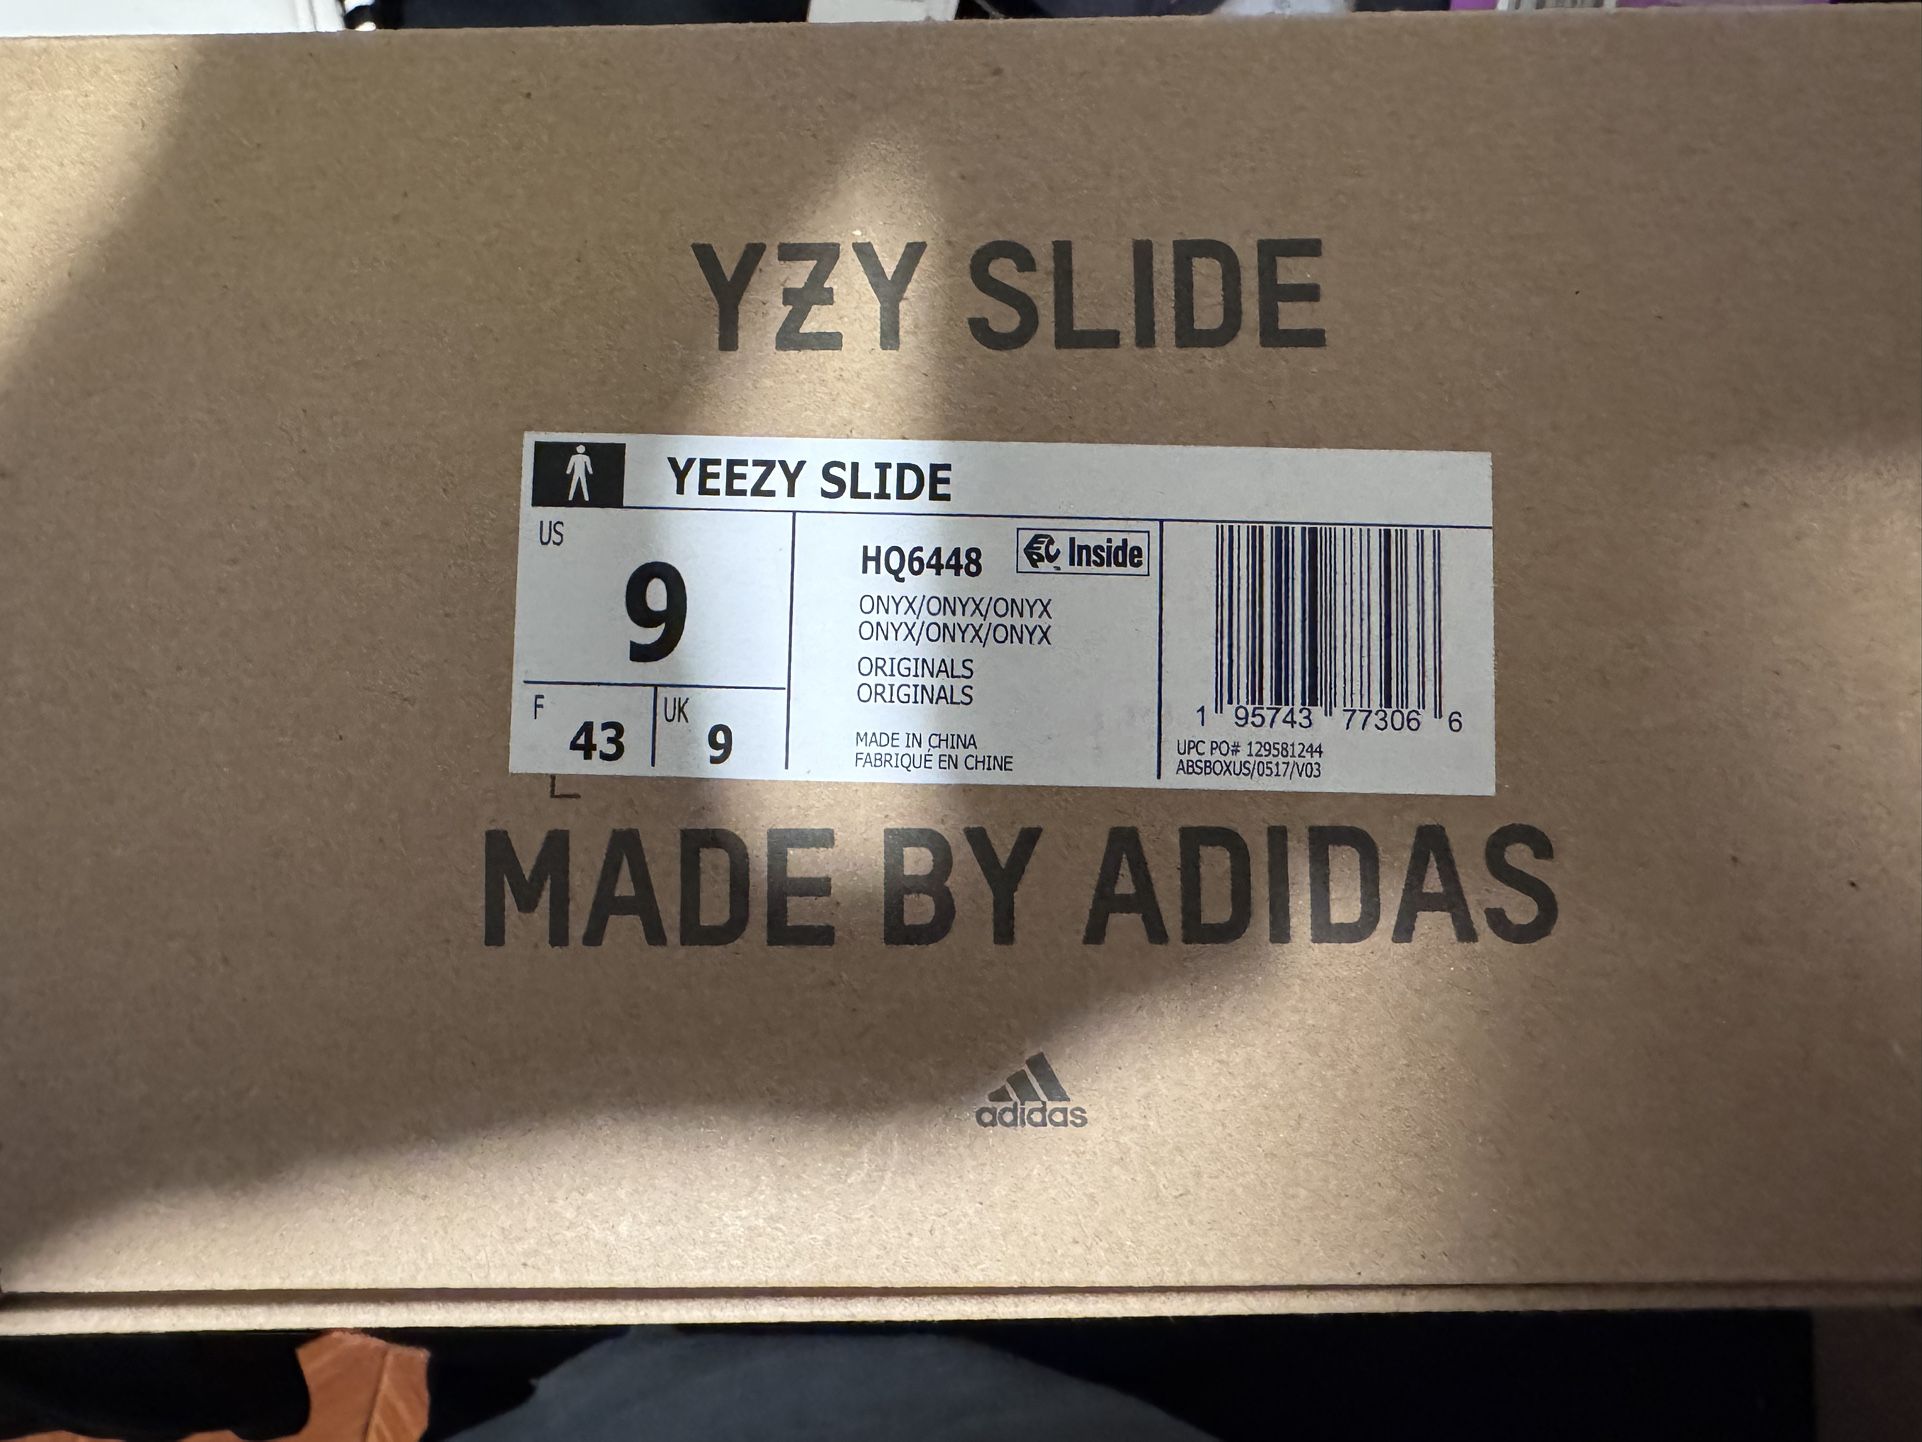 YZY SLIDE
YEEZY SLIDE
US
9
F 43
UK 9
HQ6448
EPC Inside
ONYX/ONYX/ONYX
ONYX/ONYX/ONYX
ORIGINALS
ORIGINALS
MADE IN CHINA
FABRIQUÉ EN CHINE
1 95743 77306 6
UPC PO# 129581244
ABSBOXUS/0517/V03
MADE BY ADIDAS
adidas